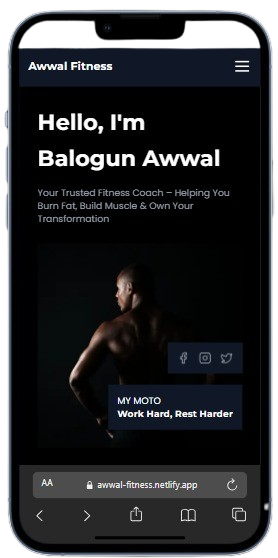 Awwal Fitness
Hello, I'm
Balogun Awwal
Your Trusted Fitness Coach – Helping You
Burn Fat, Build Muscle & Own Your
Transformation
MY MOTO
Work Hard, Rest Harder
AA
awwal-fitness.netlify.app